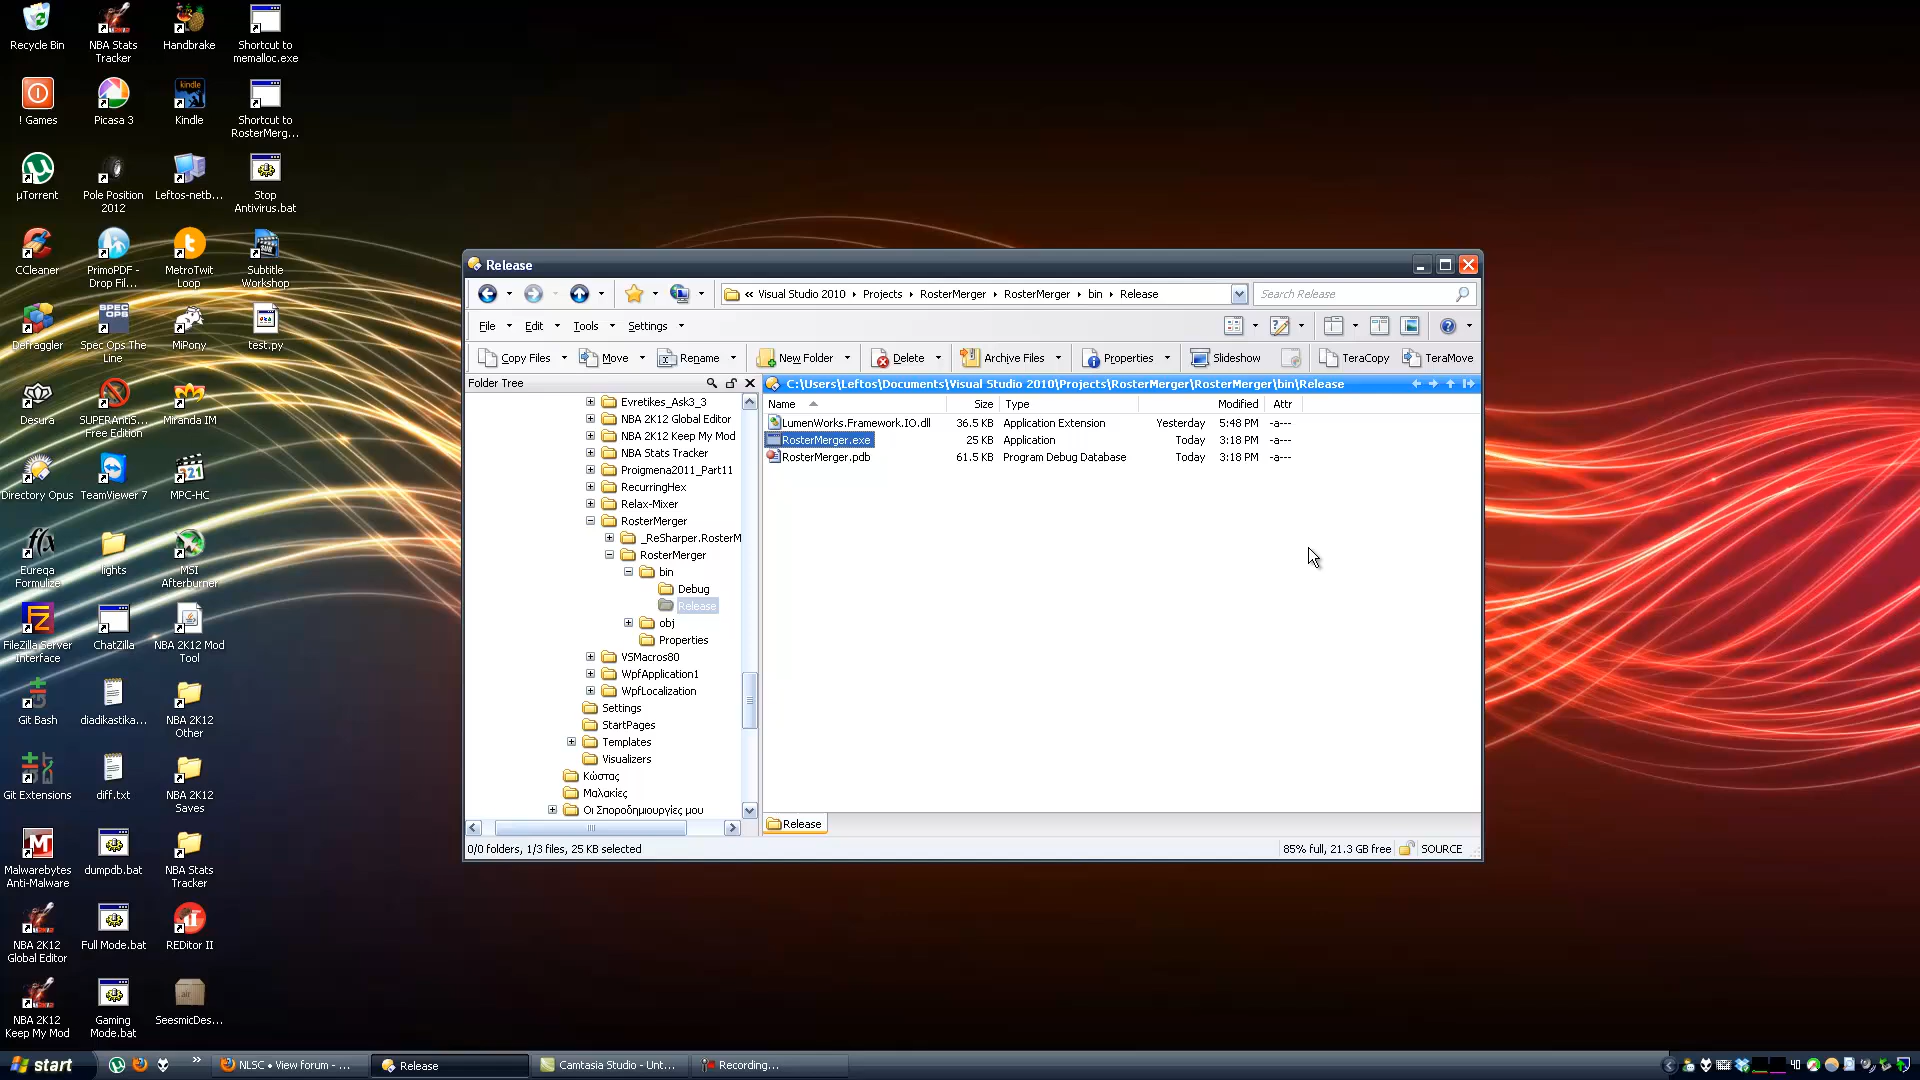 Recycle Bin
NBA Stats
Tracker
Handbrake
Shortcut to
memalloc.exe
! Games
Picasa 3
kindle
Kindle
Shortcut to
RosterMerg...
µTorrent
Pole Position
2012
Leftos-netb...
Stop
Antivirus.bat
CCleaner
PrimoPDF -
Drop Fil...
MetroTwit
Loop
Subtitle
Workshop
Defraggler
SPEC
OPS
Spec Ops The
Line
MiPony
test.py
Desura
SUPERAntiS...
Free Edition
Miranda IM
Directory Opus
TeamViewer 7
321
MPC-HC
f(x)
Eureqa
Formulize
lights
MSI
Afterburner
FileZilla Server
Interface
ChatZilla
NBA 2K12 Mod
Tool
Git Bash
diadikastika...
NBA 2K12
Other
Git Extensions
diff.txt
NBA 2K12
Saves
Malwarebytes
Anti-Malware
dumpdb.bat
NBA Stats
Tracker
NBA 2K12
Global Editor
Full Mode.bat
REDitor II
NBA 2K12
Keep My Mod
Gaming
Mode.bat
air
SeesmicDes...
Release
« Visual Studio 2010 Projects RosterMerger RosterMerger bin Release
Search Release
File Edit Tools Settings
Copy Files Move Rename New Folder Delete Archive Files Properties Slideshow TeraCopy TeraMove
Folder Tree
C:\Users\Leftos\Documents\Visual Studio 2010\Projects\RosterMerger\RosterMerger\bin\Release
Name Size Type Modified Attr
LumenWorks.Framework.IO.dll 36.5 KB Application Extension Yesterday 5:48 PM -a---
RosterMerger.exe 25 KB Application Today 3:18 PM -a---
RosterMerger.pdb 61.5 KB Program Debug Database Today 3:18 PM -a---
Evretikes_Ask3_3
NBA 2K12 Global Editor
NBA 2K12 Keep My Mod
NBA Stats Tracker
Proigmena2011_Part11
RecurringHex
Relax-Mixer
RosterMerger
_ReSharper.RosterM
RosterMerger
bin
Debug
Release
obj
Properties
VSMacros80
WpfApplication1
WpfLocalization
Settings
StartPages
Templates
Visualizers
Κώστας
Μαλακίες
Οι Σποροδημιουργίες μου
Release
0/0 folders, 1/3 files, 25 KB selected
85% full, 21.3 GB free
SOURCE
start
»
NLSC • View forum - ...
Release
Camtasia Studio - Unt...
Recording...
40